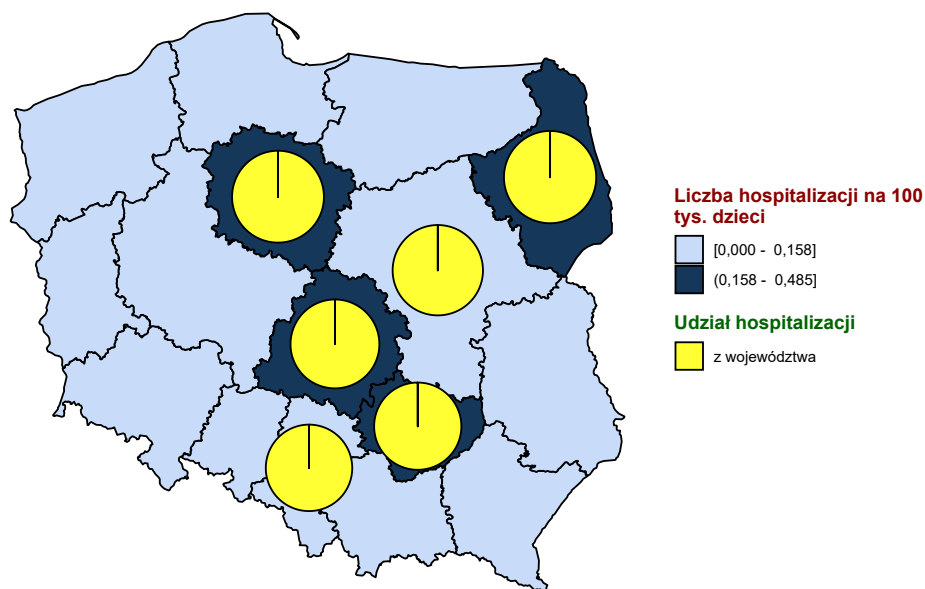 Liczba hospitalizacji na 100
tys. dzieci
[0,000 - 0,158]
(0,158 - 0,485]
Udział hospitalizacji
z województwa